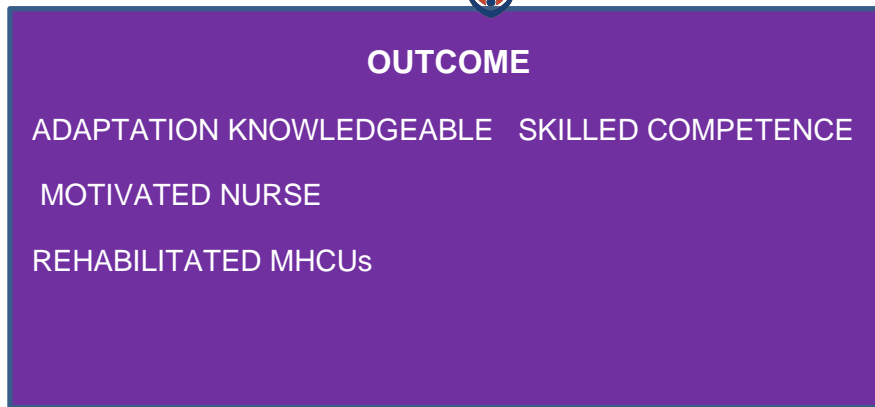 OUTCOME
ADAPTATION KNOWLEDGEABLE SKILLED COMPETENCE
MOTIVATED NURSE
REHABILITATED MHCUs